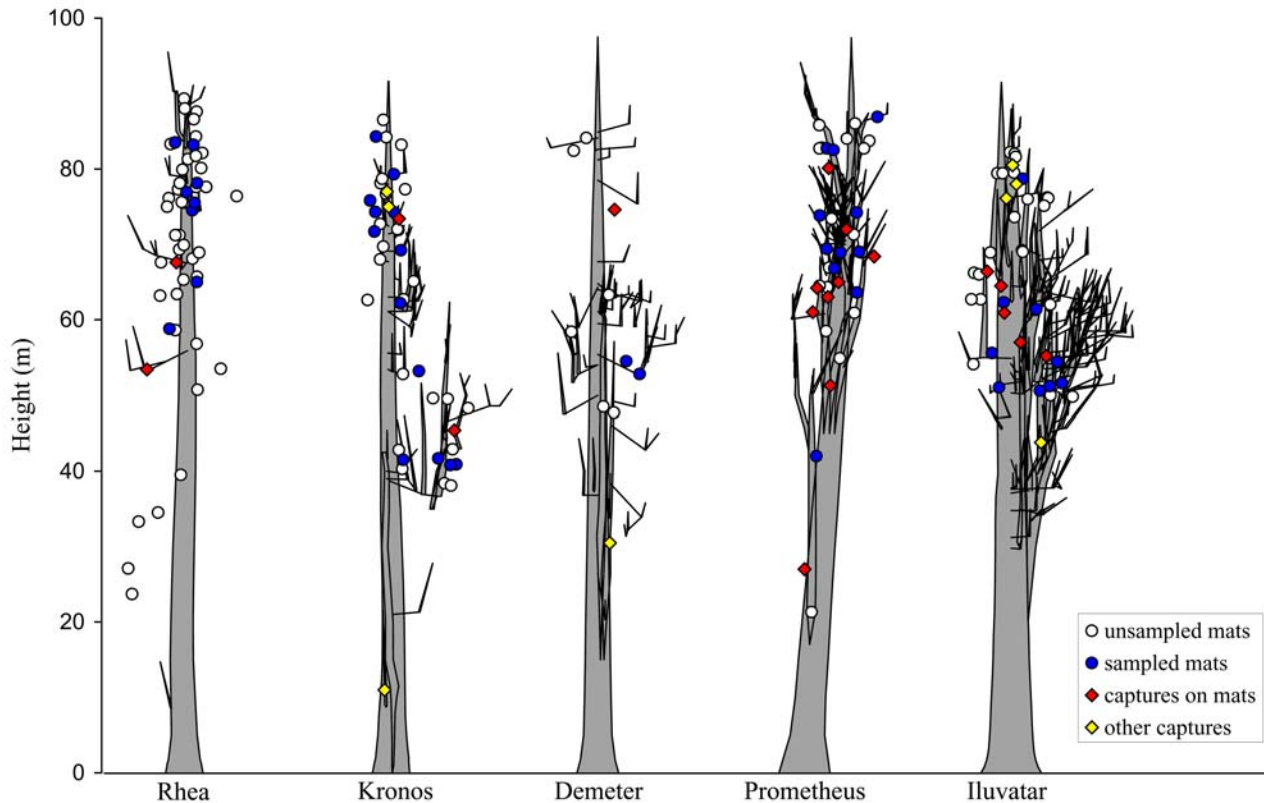 100
80
60
40
20
0
Height (m)
Rhea Kronos Demeter Prometheus Iluvatar
unsampled mats
sampled mats
captures on mats
other captures